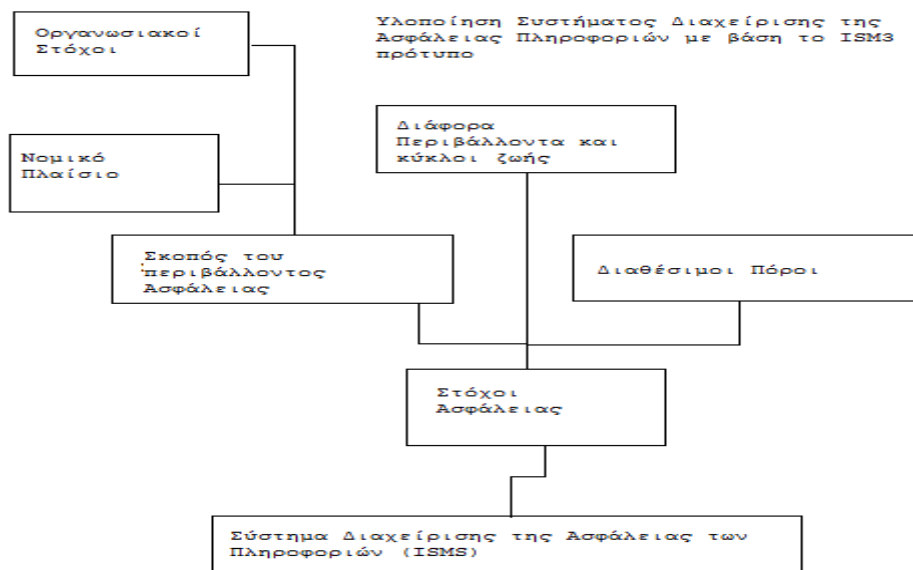 Οργανωσιακοί
Στόχοι
Υλοποίηση Συστήματος Διαχείρισης της
Ασφάλειας Πληροφοριών με βάση το ISM3
πρότυπο
Διάφορα
Περιβάλλοντα και
κύκλοι ζωής
Νομικό
Πλαίσιο
Σκοπός του
περιβάλλοντος
Ασφάλειας
Διαθέσιμοι Πόροι
Στόχοι
Ασφάλειας
Σύστημα Διαχείρισης της Ασφάλειας των
Πληροφοριών (ISMS)